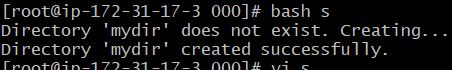 [root@ip-172-31-17-3 000]# bash s
Directory 'mydir' does not exist. Creating...
Directory 'mydir' created successfully.
[root@ip-172-31-17-3 000]# vi s